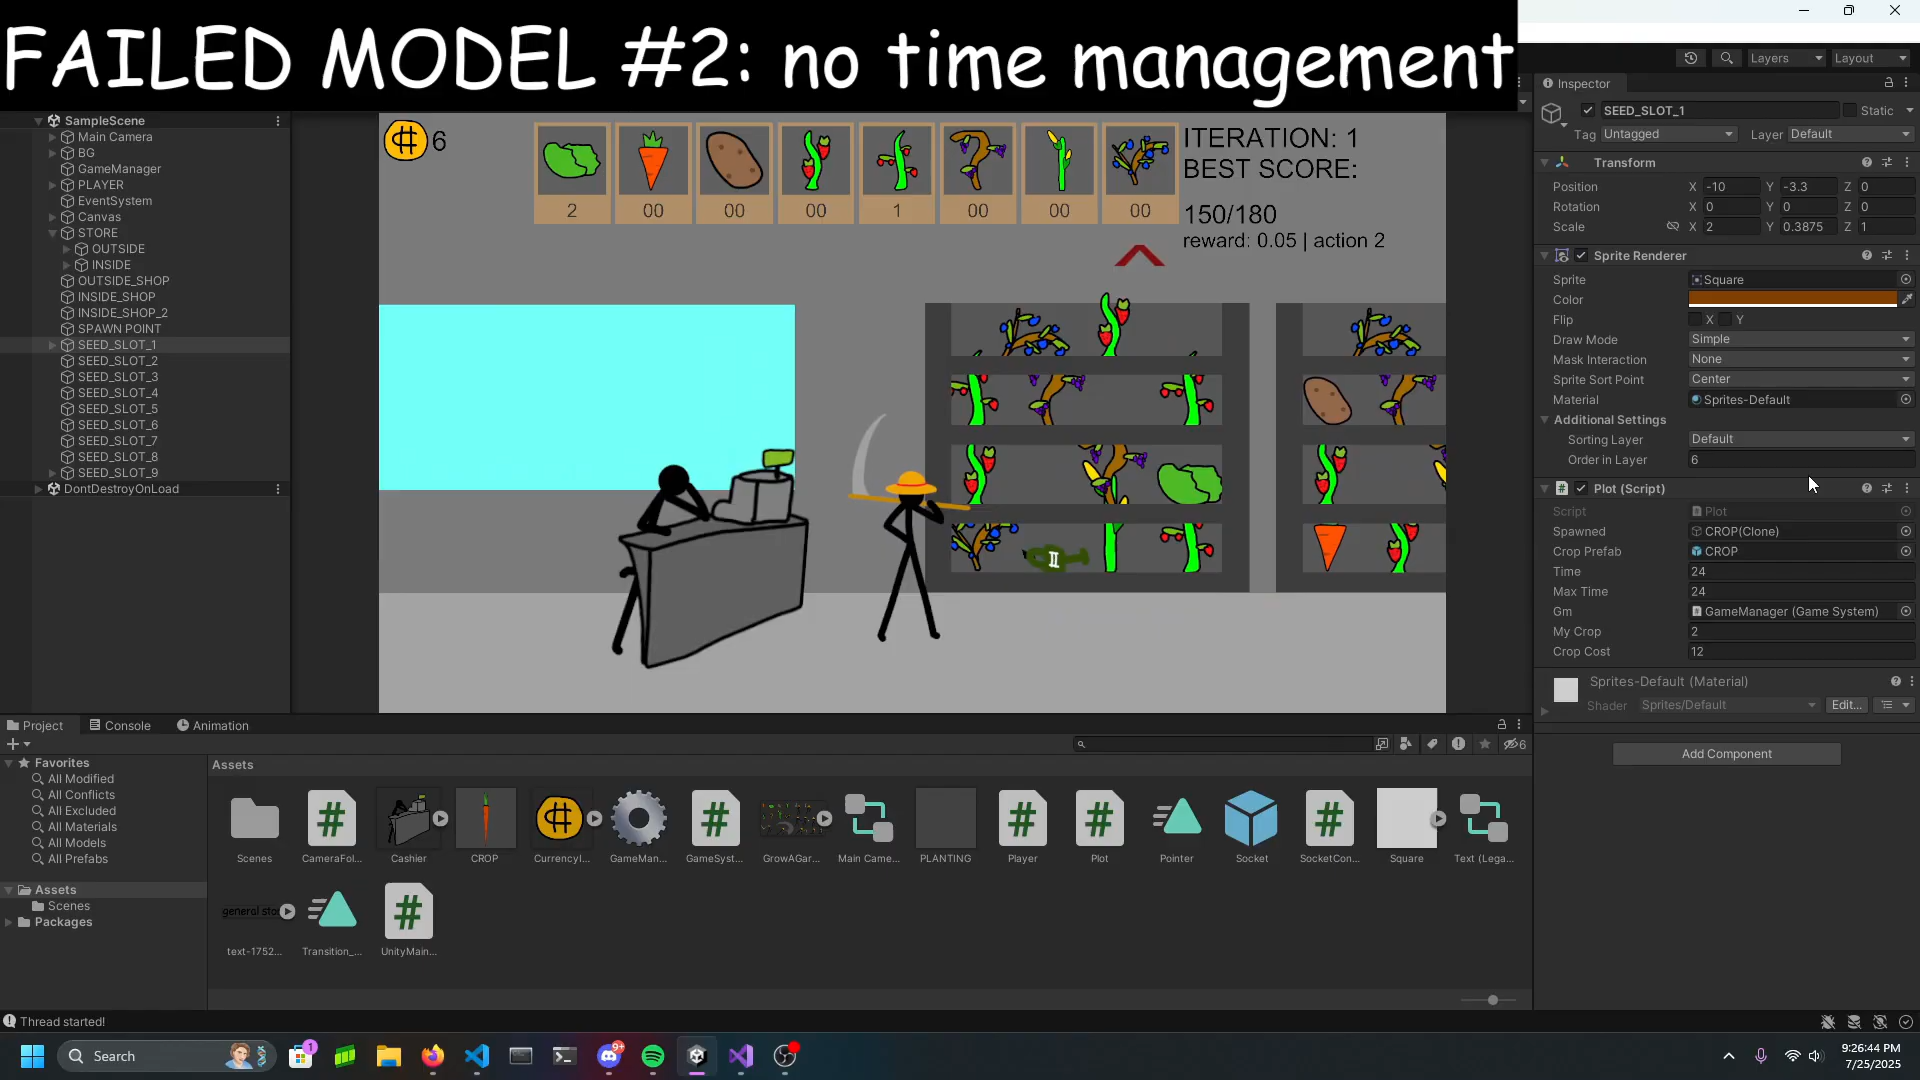 FAILED MODEL #2: no time management
Layers
Layout
SampleScene
Main Camera
BG
GameManager
PLAYER
EventSystem
Canvas
STORE
OUTSIDE
INSIDE
OUTSIDE_SHOP
INSIDE_SHOP
INSIDE_SHOP_2
SPAWN POINT
SEED_SLOT_1
SEED_SLOT_2
SEED_SLOT_3
SEED_SLOT_4
SEED_SLOT_5
SEED_SLOT_6
SEED_SLOT_7
SEED_SLOT_8
SEED_SLOT_9
DontDestroyOnLoad
6
2
00
00
00
1
00
00
00
ITERATION: 1
BEST SCORE:
150/180
reward: 0.05 | action 2
II
Inspector
SEED_SLOT_1
Static
Tag Untagged
Layer Default
Transform
Position X -10 Y -3.3 Z 0
Rotation X 0 Y 0 Z 0
Scale X 2 Y 0.3875 Z 1
Sprite Renderer
Sprite Square
Color
Flip X Y
Draw Mode Simple
Mask Interaction None
Sprite Sort Point Center
Material Sprites-Default
Additional Settings
Sorting Layer Default
Order in Layer 6
Plot (Script)
Script Plot
Spawned CROP(Clone)
Crop Prefab CROP
Time 24
Max Time 24
Gm GameManager (Game System)
My Crop 2
Crop Cost 12
Sprites-Default (Material)
Shader Sprites/Default Edit...
Add Component
Project Console Animation
6
Favorites
All Modified
All Conflicts
All Excluded
All Materials
All Models
All Prefabs
Assets
Scenes
Packages
Assets
Scenes CameraFol... Cashier CROP CurrencyI... GameMan... GameSyst... GrowAGar... Main Came... PLANTING Player Plot Pointer Socket SocketCon... Square Text (Lega...
general sto
text-1752... Transition_... UnityMain...
Thread started!
Search
1
9+
9:26:44 PM
7/25/2025